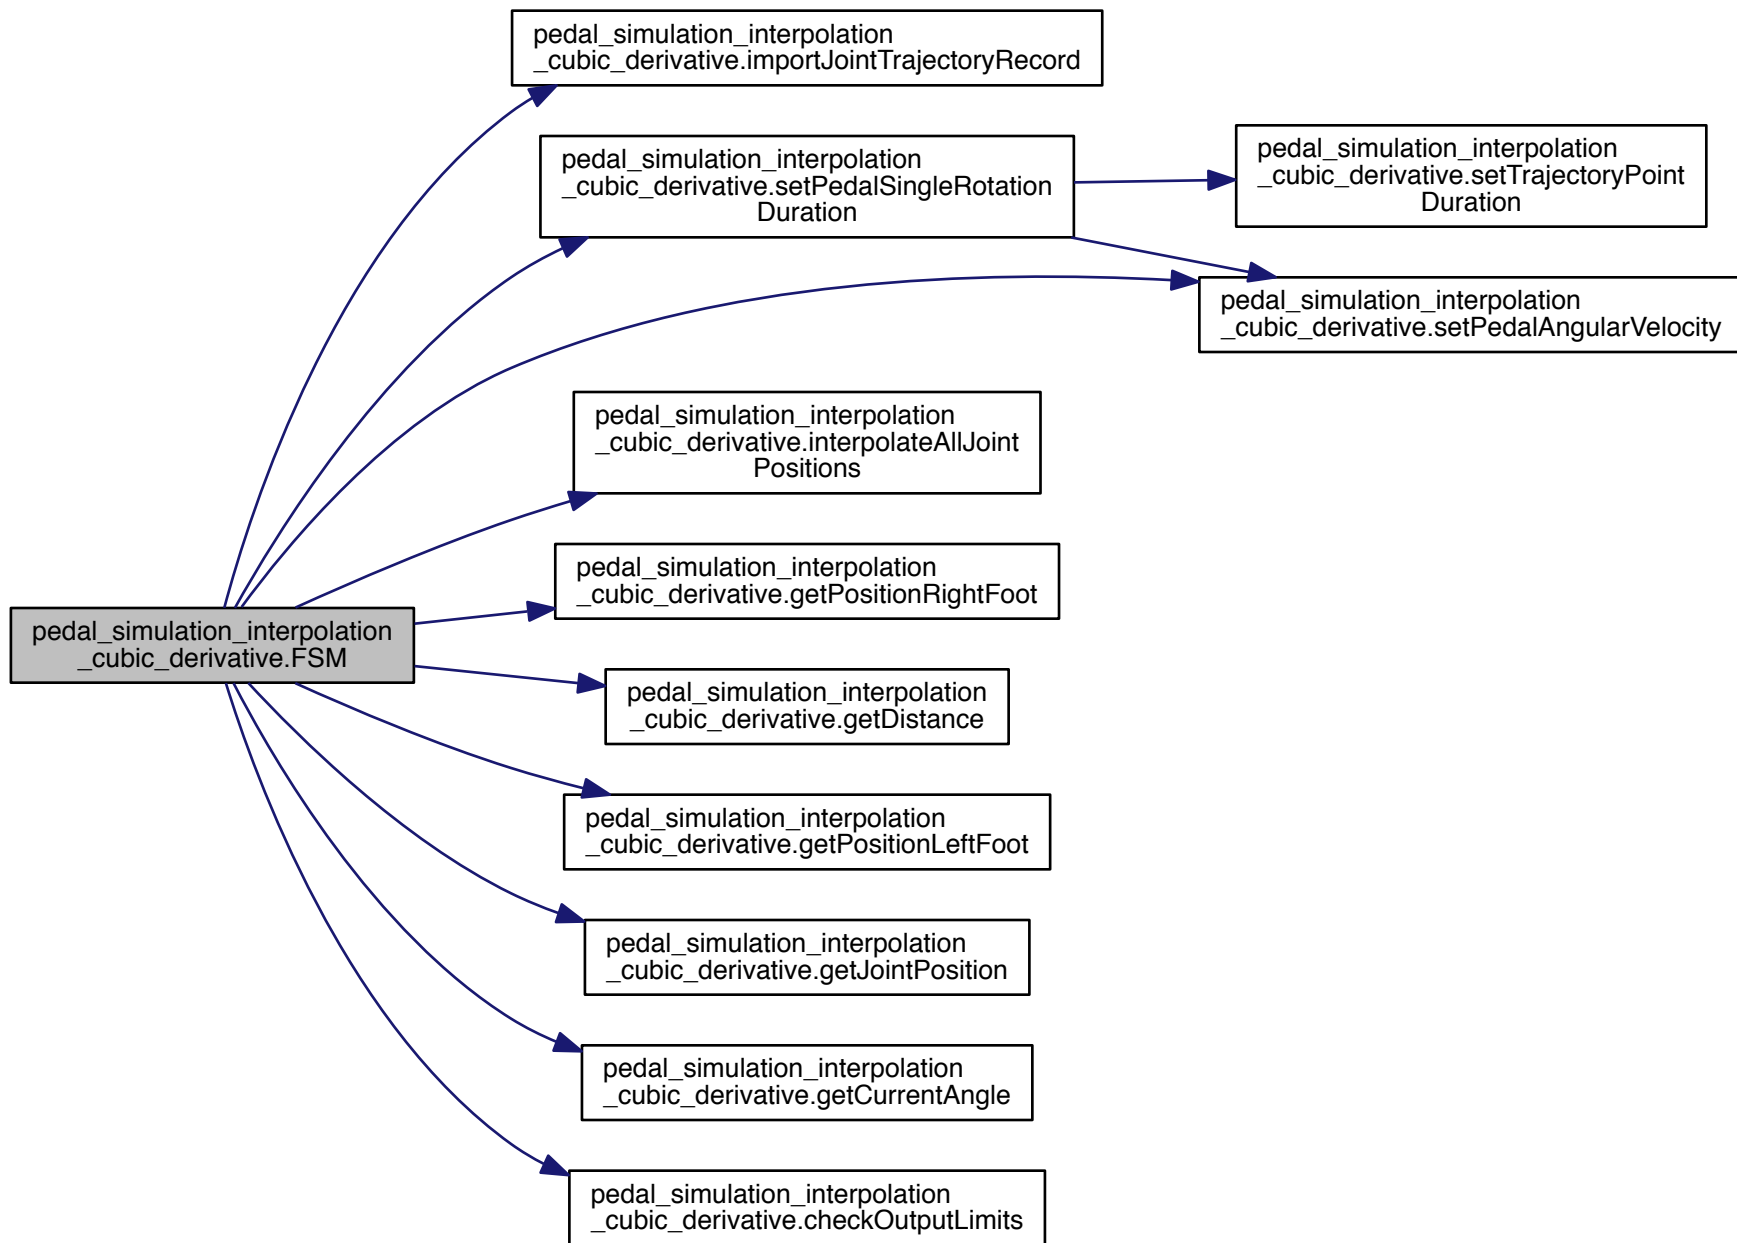 pedal_simulation_interpolation
_cubic_derivative.importJointTrajectoryRecord
pedal_simulation_interpolation
_cubic_derivative.setPedalSingleRotation
Duration
pedal_simulation_interpolation
_cubic_derivative.setTrajectoryPoint
Duration
pedal_simulation_interpolation
_cubic_derivative.setPedalAngularVelocity
pedal_simulation_interpolation
_cubic_derivative.interpolateAllJoint
Positions
pedal_simulation_interpolation
_cubic_derivative.getPositionRightFoot
pedal_simulation_interpolation
_cubic_derivative.FSM
pedal_simulation_interpolation
_cubic_derivative.getDistance
pedal_simulation_interpolation
_cubic_derivative.getPositionLeftFoot
pedal_simulation_interpolation
_cubic_derivative.getJointPosition
pedal_simulation_interpolation
_cubic_derivative.getCurrentAngle
pedal_simulation_interpolation
_cubic_derivative.checkOutputLimits